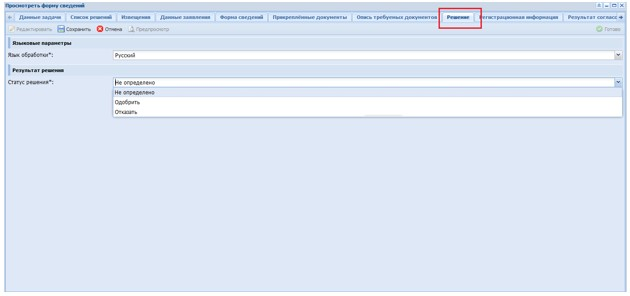 Просмотреть форму сведений
Данные задачи Список решений Извещения Данные заявления Форма сведений Прикреплённые документы Опись требуемых документов Решение Регистрационная информация Результат согласс
Редактировать Сохранить Отмена Предпросмотр Готово
Языковые параметры
Язык обработки*: Русский
Результат решения
Статус решения*: Не определено
Не определено
Одобрить
Отказать